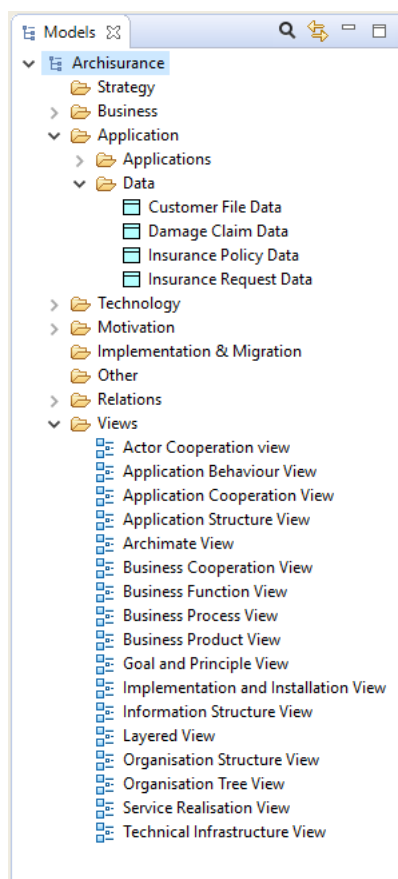 Models
Archisurance
Strategy
Business
Application
Applications
Data
Customer File Data
Damage Claim Data
Insurance Policy Data
Insurance Request Data
Technology
Motivation
Implementation & Migration
Other
Relations
Views
Actor Cooperation view
Application Behaviour View
Application Cooperation View
Application Structure View
Archimate View
Business Cooperation View
Business Function View
Business Process View
Business Product View
Goal and Principle View
Implementation and Installation View
Information Structure View
Layered View
Organisation Structure View
Organisation Tree View
Service Realisation View
Technical Infrastructure View